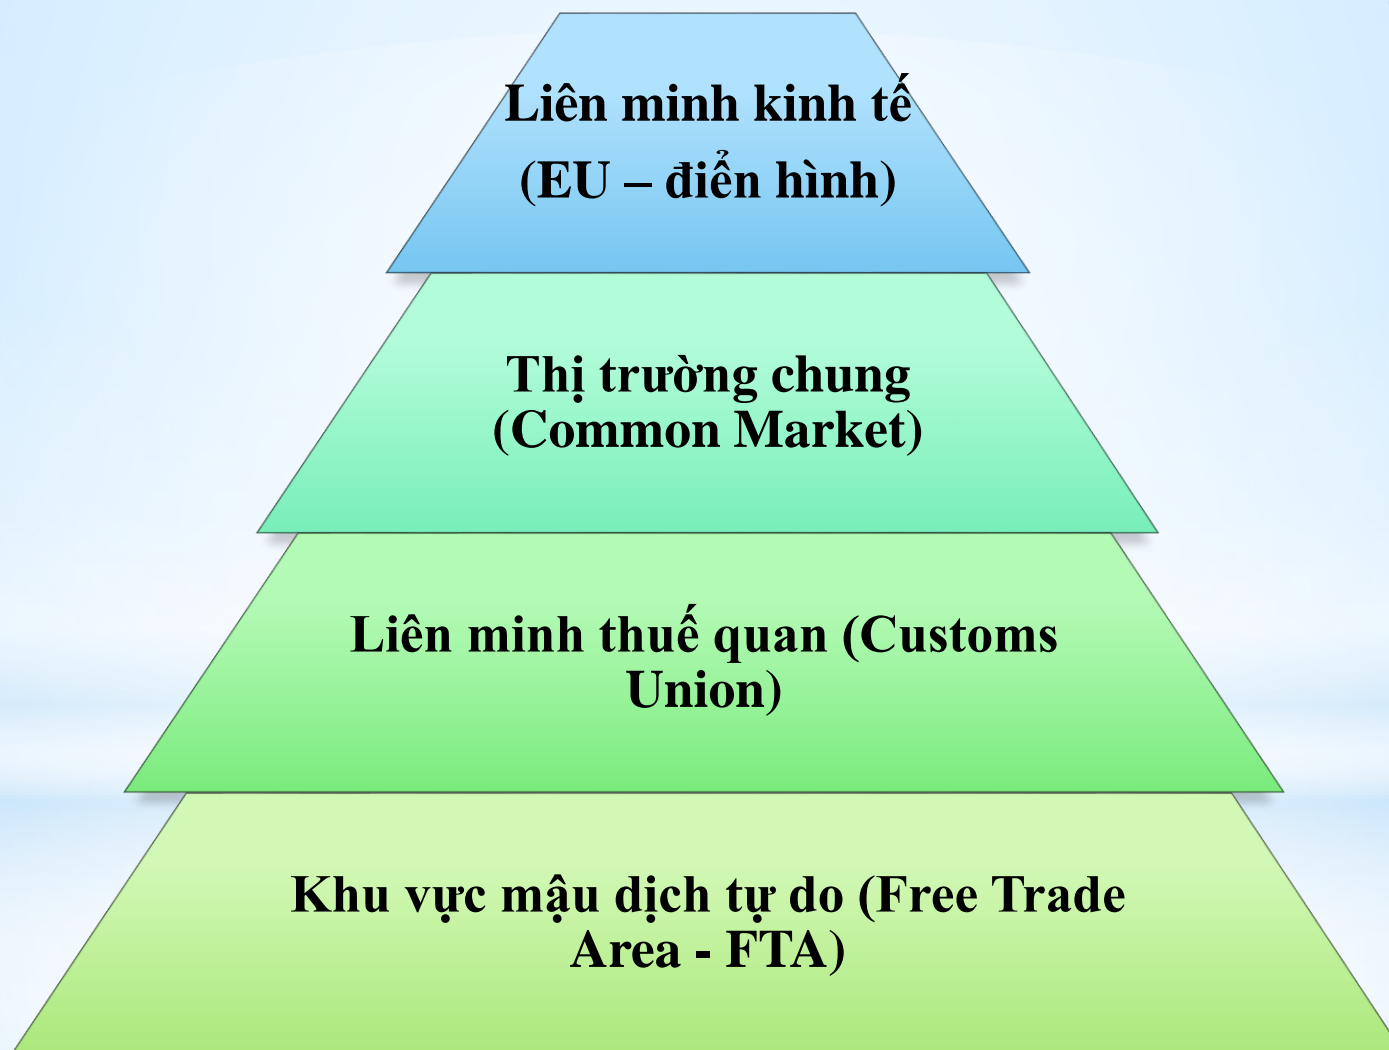 Liên minh kinh tế
(EU – điển hình)
Thị trường chung
(Common Market)
Liên minh thuế quan (Customs
Union)
Khu vực mậu dịch tự do (Free Trade
Area - FTA)